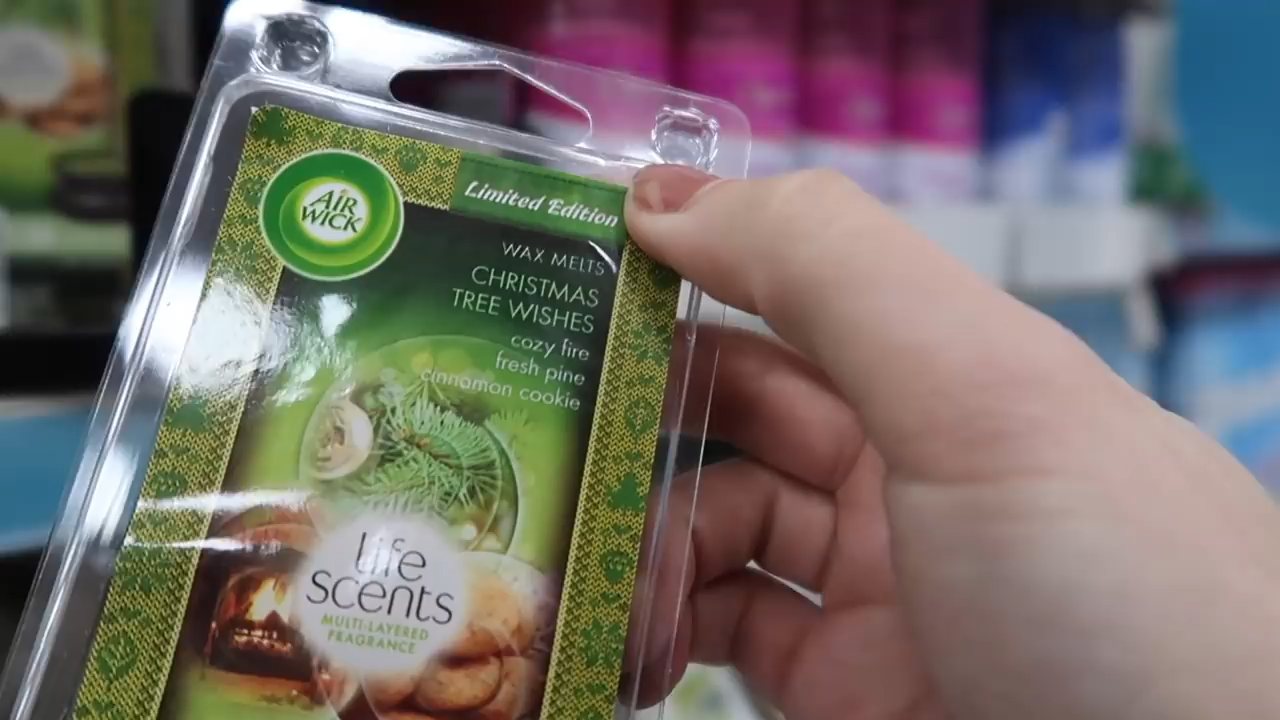 AIR
WICK
Limited Edition
WAX MELTS
CHRISTMAS
TREE WISHES
cozy fire
fresh pine
cinnamon cookie
life
scents
MULTI-LAYERED
FRAGRANCE